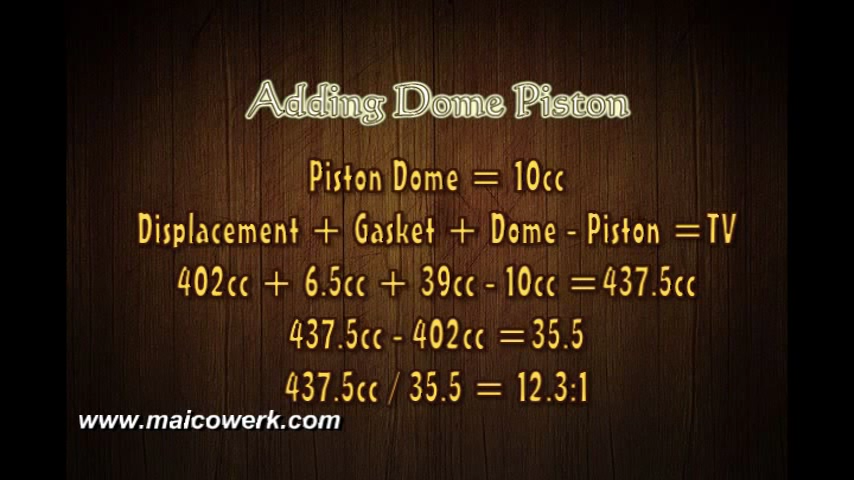 Adding Dome Piston
Piston Dome = 10cc
Displacement + Gasket + Dome - Piston = TV
402cc + 6.5cc + 39cc - 10cc = 437.5cc
437.5cc - 402cc = 35.5
437.5cc / 35.5 = 12.3:1
www.maicowerk.com